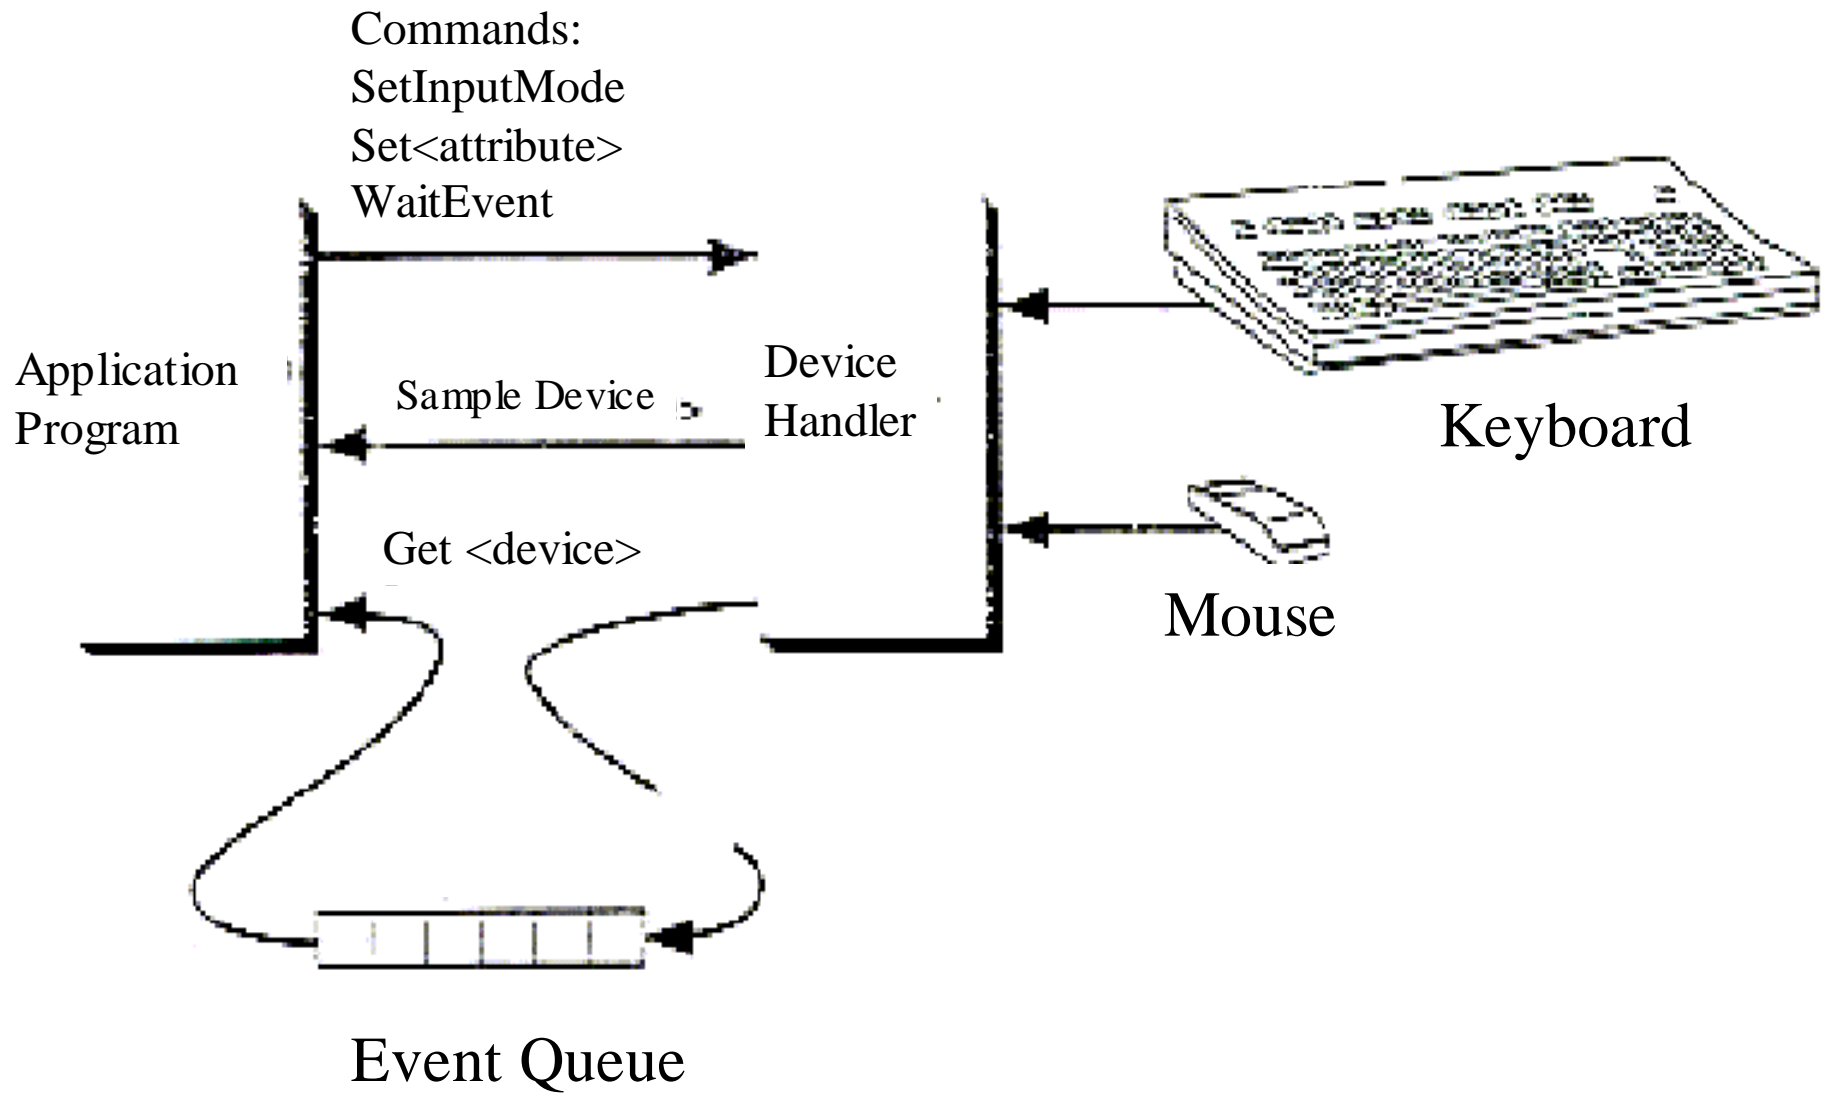 Commands:
SetInputMode
Set<attribute>
WaitEvent
Application
Program
Sample Device
Device
Handler
Get <device>
Keyboard
Mouse
Event Queue